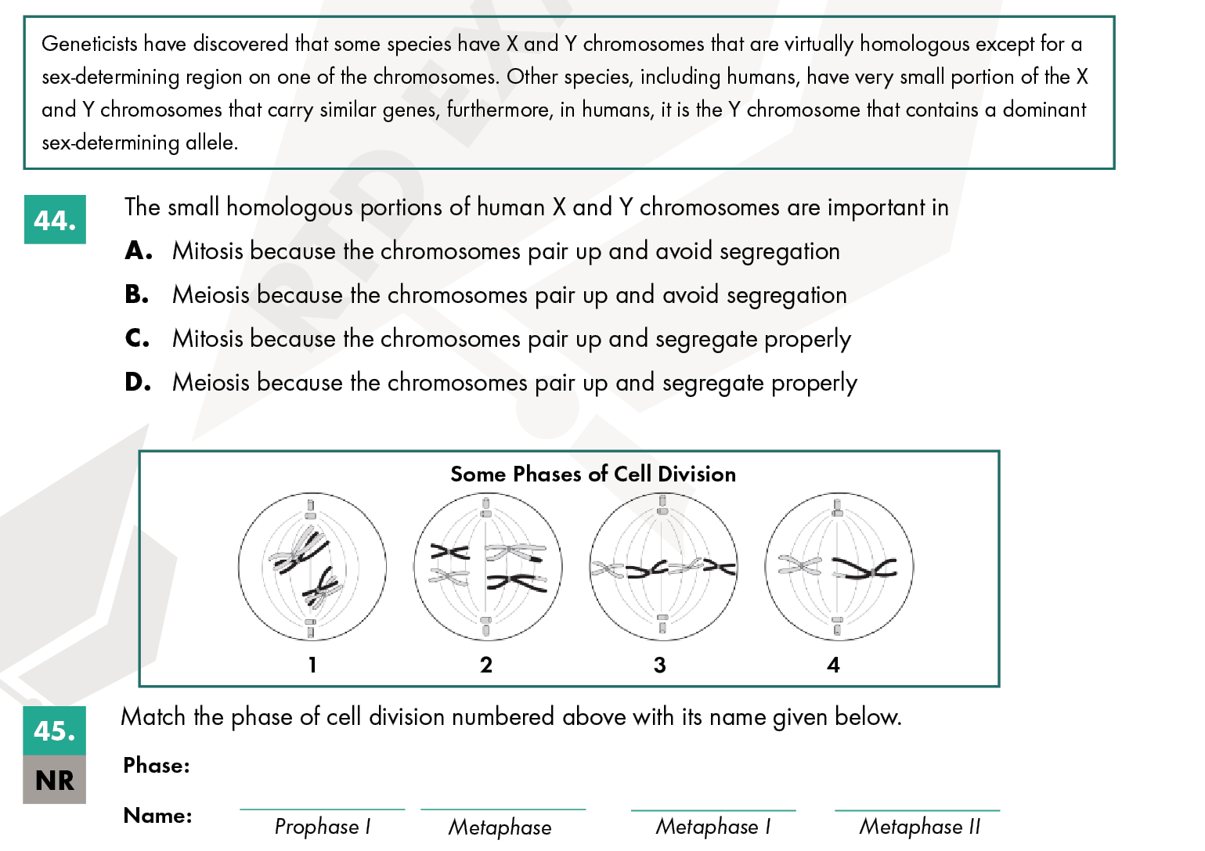 Geneticists have discovered that some species have X and Y chromosomes that are virtually homologous except for a
sex-determining region on one of the chromosomes. Other species, including humans, have very small portion of the X
and Y chromosomes that carry similar genes, furthermore, in humans, it is the Y chromosome that contains a dominant
sex-determining allele.
44. The small homologous portions of human X and Y chromosomes are important in
A. Mitosis because the chromosomes pair up and avoid segregation
B. Meiosis because the chromosomes pair up and avoid segregation
C. Mitosis because the chromosomes pair up and segregate properly
D. Meiosis because the chromosomes pair up and segregate properly
Some Phases of Cell Division
1 2 3 4
45. Match the phase of cell division numbered above with its name given below.
NR
Phase:
Name:
Prophase I Metaphase Metaphase I Metaphase II